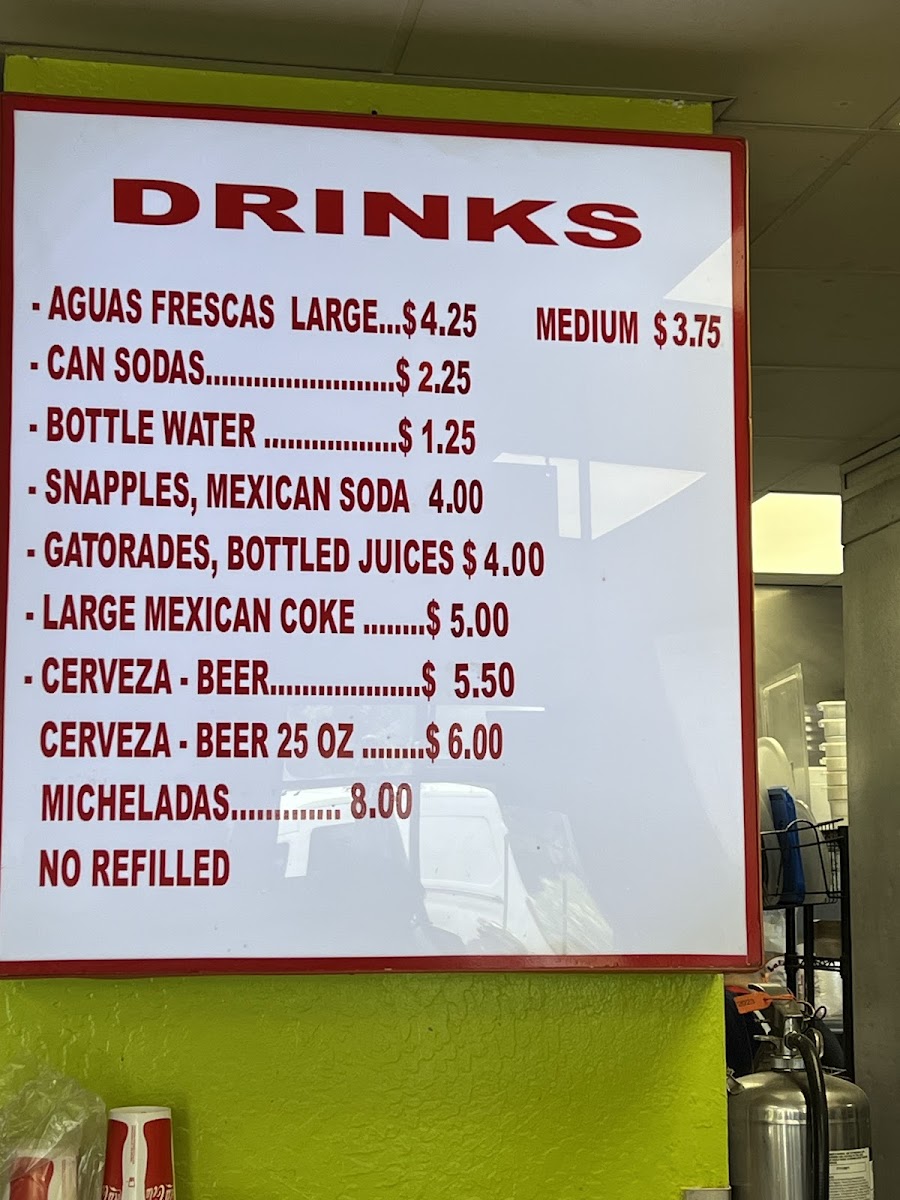 DRINKS
- AGUAS FRESCAS LARGE...$4.25 MEDIUM $3.75
- CAN SODAS........................$ 2.25
- BOTTLE WATER .................$ 1.25
- SNAPPLES, MEXICAN SODA 4.00
- GATORADES, BOTTLED JUICES $ 4.00
- LARGE MEXICAN COKE ........$ 5.00
- CERVEZA - BEER...................$ 5.50
CERVEZA - BEER 25 OZ ........$ 6.00
MICHELADAS.............. 8.00
NO REFILLED